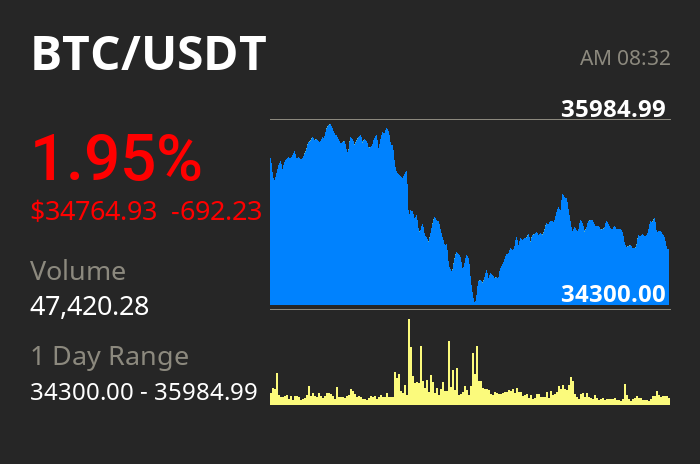 BTC/USDT
AM 08:32
35984.99
1.95%
$34764.93 -692.23
Volume
47,420.28
34300.00
1 Day Range
34300.00 - 35984.99